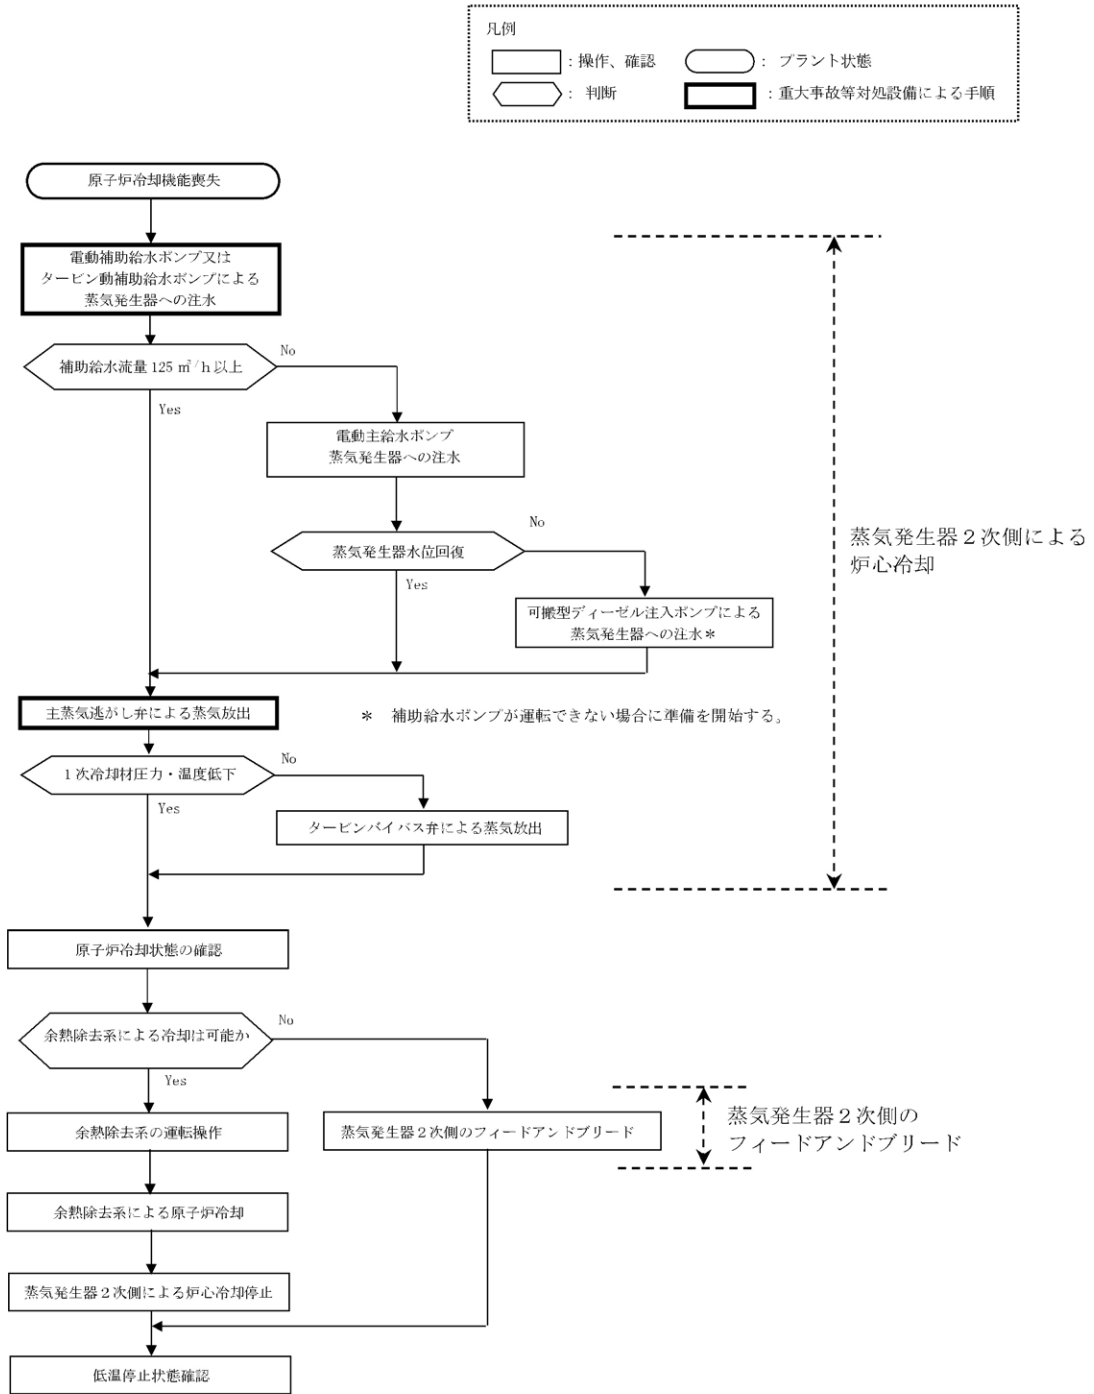 凡例
：操作、確認
： プラント状態
： 判断
：重大事故等対処設備による手順
原子炉冷却機能喪失
電動補助給水ポンプ又は
タービン動補助給水ポンプによる
蒸気発生器への注水
補助給水流量 125 ㎥/ｈ以上
No
Yes
電動主給水ポンプ
蒸気発生器への注水
蒸気発生器水位回復
No
Yes
可搬型ディーゼル注入ポンプによる
蒸気発生器への注水＊
蒸気発生器２次側による
炉心冷却
主蒸気逃がし弁による蒸気放出
＊　補助給水ポンプが運転できない場合に準備を開始する。
１次冷却材圧力・温度低下
No
Yes
タービンバイパス弁による蒸気放出
原子炉冷却状態の確認
余熱除去系による冷却は可能か
No
Yes
余熱除去系の運転操作
蒸気発生器２次側のフィードアンドブリード
蒸気発生器２次側の
フィードアンドブリード
余熱除去系による原子炉冷却
蒸気発生器２次側による炉心冷却停止
低温停止状態確認